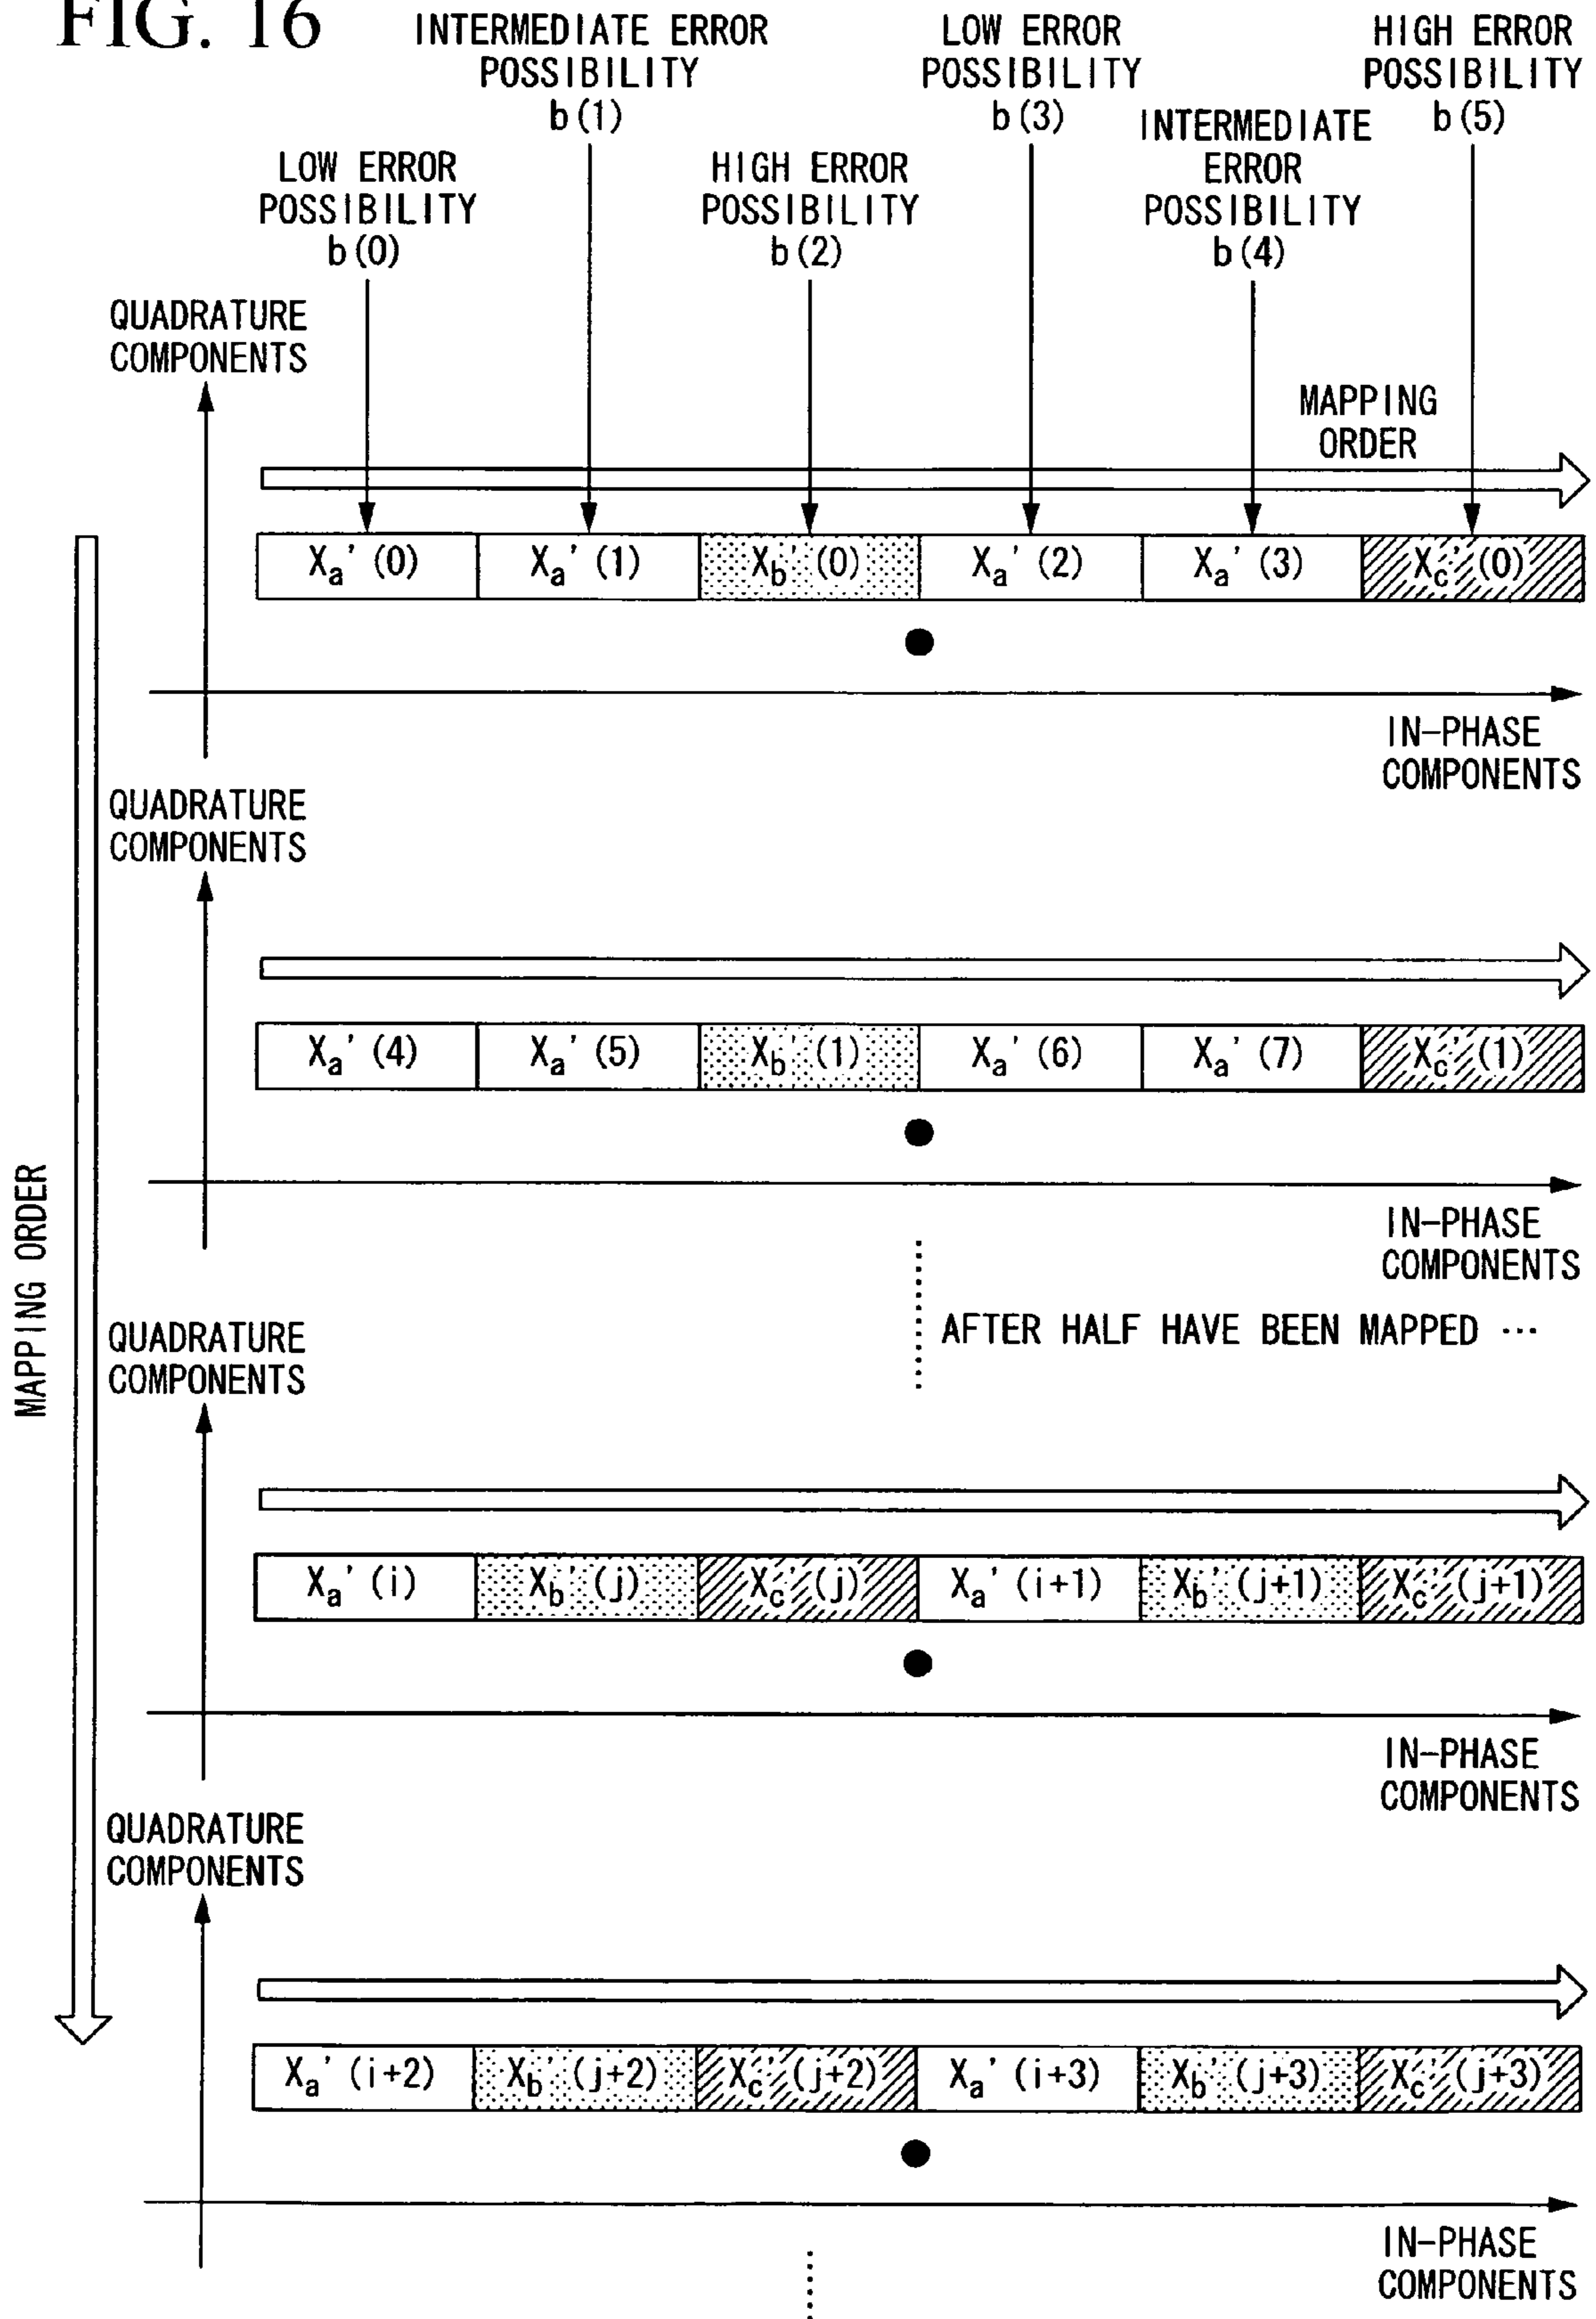 FIG. 16
INTERMEDIATE ERROR
POSSIBILITY
b(1)
LOW ERROR
POSSIBILITY
b(3)
HIGH ERROR
POSSIBILITY
b(5)
LOW ERROR
POSSIBILITY
b(0)
HIGH ERROR
POSSIBILITY
b(2)
INTERMEDIATE
ERROR
POSSIBILITY
b(4)
QUADRATURE
COMPONENTS
MAPPING
ORDER
Xa'(0) Xa'(1) Xb'(0) Xa'(2) Xa'(3) Xc'(0)
IN-PHASE
COMPONENTS
QUADRATURE
COMPONENTS
Xa'(4) Xa'(5) Xb'(1) Xa'(6) Xa'(7) Xc'(1)
IN-PHASE
COMPONENTS
MAPPING ORDER
AFTER HALF HAVE BEEN MAPPED ···
QUADRATURE
COMPONENTS
Xa'(i) Xb'(j) Xc'(j) Xa'(i+1) Xb'(j+1) Xc'(j+1)
IN-PHASE
COMPONENTS
QUADRATURE
COMPONENTS
Xa'(i+2) Xb'(j+2) Xc'(j+2) Xa'(i+3) Xb'(j+3) Xc'(j+3)
IN-PHASE
COMPONENTS